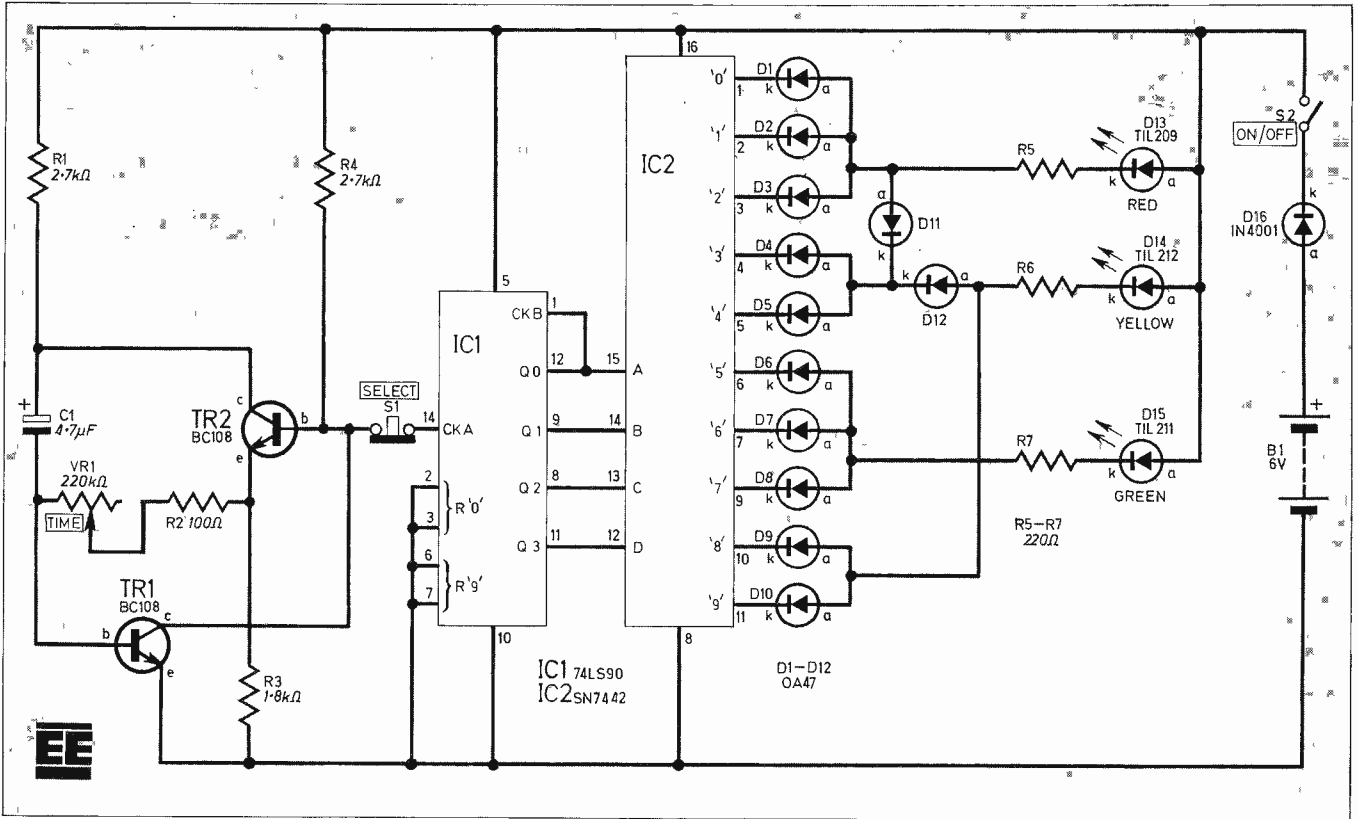 R1
2·7kΩ
R4
2·7kΩ
+
C1
4·7µF
VR1
220kΩ
TIME
R2 100Ω
TR2
BC108
c
b
e
TR1
BC108
c
b
e
R3
1·8kΩ
EE
SELECT
S1
IC1
5
CKB
1
Q0
12
14
CKA
Q1
9
2
3
R'0'
Q2
8
6
7
R'9'
Q3
11
10
IC1 74LS90
IC2 SN7442
IC2
16
15
A
14
B
13
C
12
D
8
'0'
1
'1'
2
'2'
3
'3'
4
'4'
5
'5'
6
'6'
7
'7'
9
'8'
10
'9'
11
D1
k
a
D2
k
a
D3
k
a
D4
k
a
D5
k
a
D6
k
a
D7
k
a
D8
k
a
D9
k
a
D10
k
a
D1–D12
OA47
a
D11
k
k
a
D12
R5
D13
TIL209
k
a
RED
R6
D14
TIL212
k
a
YELLOW
R7
D15
TIL211
k
a
GREEN
R5–R7
220Ω
S2
ON/OFF
k
D16
IN4001
a
+
B1
6V